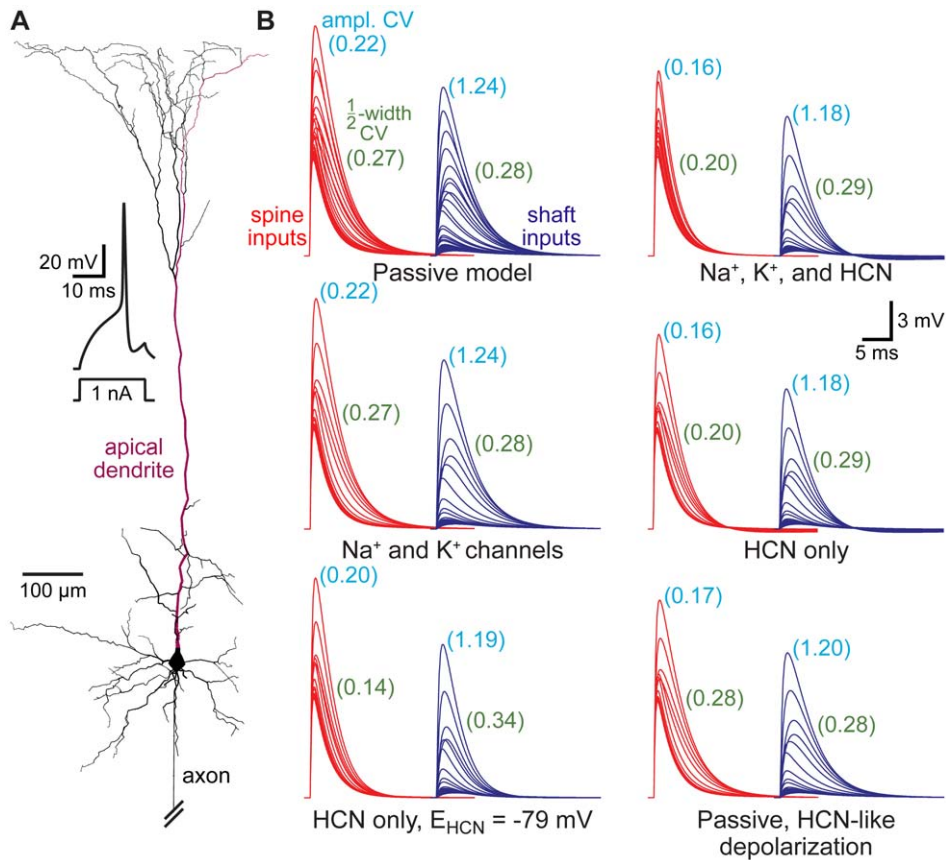 A
20 mV
10 ms
1 nA
apical
dendrite
100 µm
axon
B
ampl. CV
(0.22)
½-width
CV
(0.27)
(1.24)
(0.28)
spine
inputs
shaft
inputs
Passive model
(0.16)
(0.20)
(1.18)
(0.29)
Na⁺, K⁺, and HCN
3 mV
5 ms
(0.22)
(0.27)
(1.24)
(0.28)
Na⁺ and K⁺ channels
(0.16)
(0.20)
(1.18)
(0.29)
HCN only
(0.20)
(0.14)
(1.19)
(0.34)
HCN only, E_HCN = -79 mV
(0.17)
(0.28)
(1.20)
(0.28)
Passive, HCN-like
depolarization